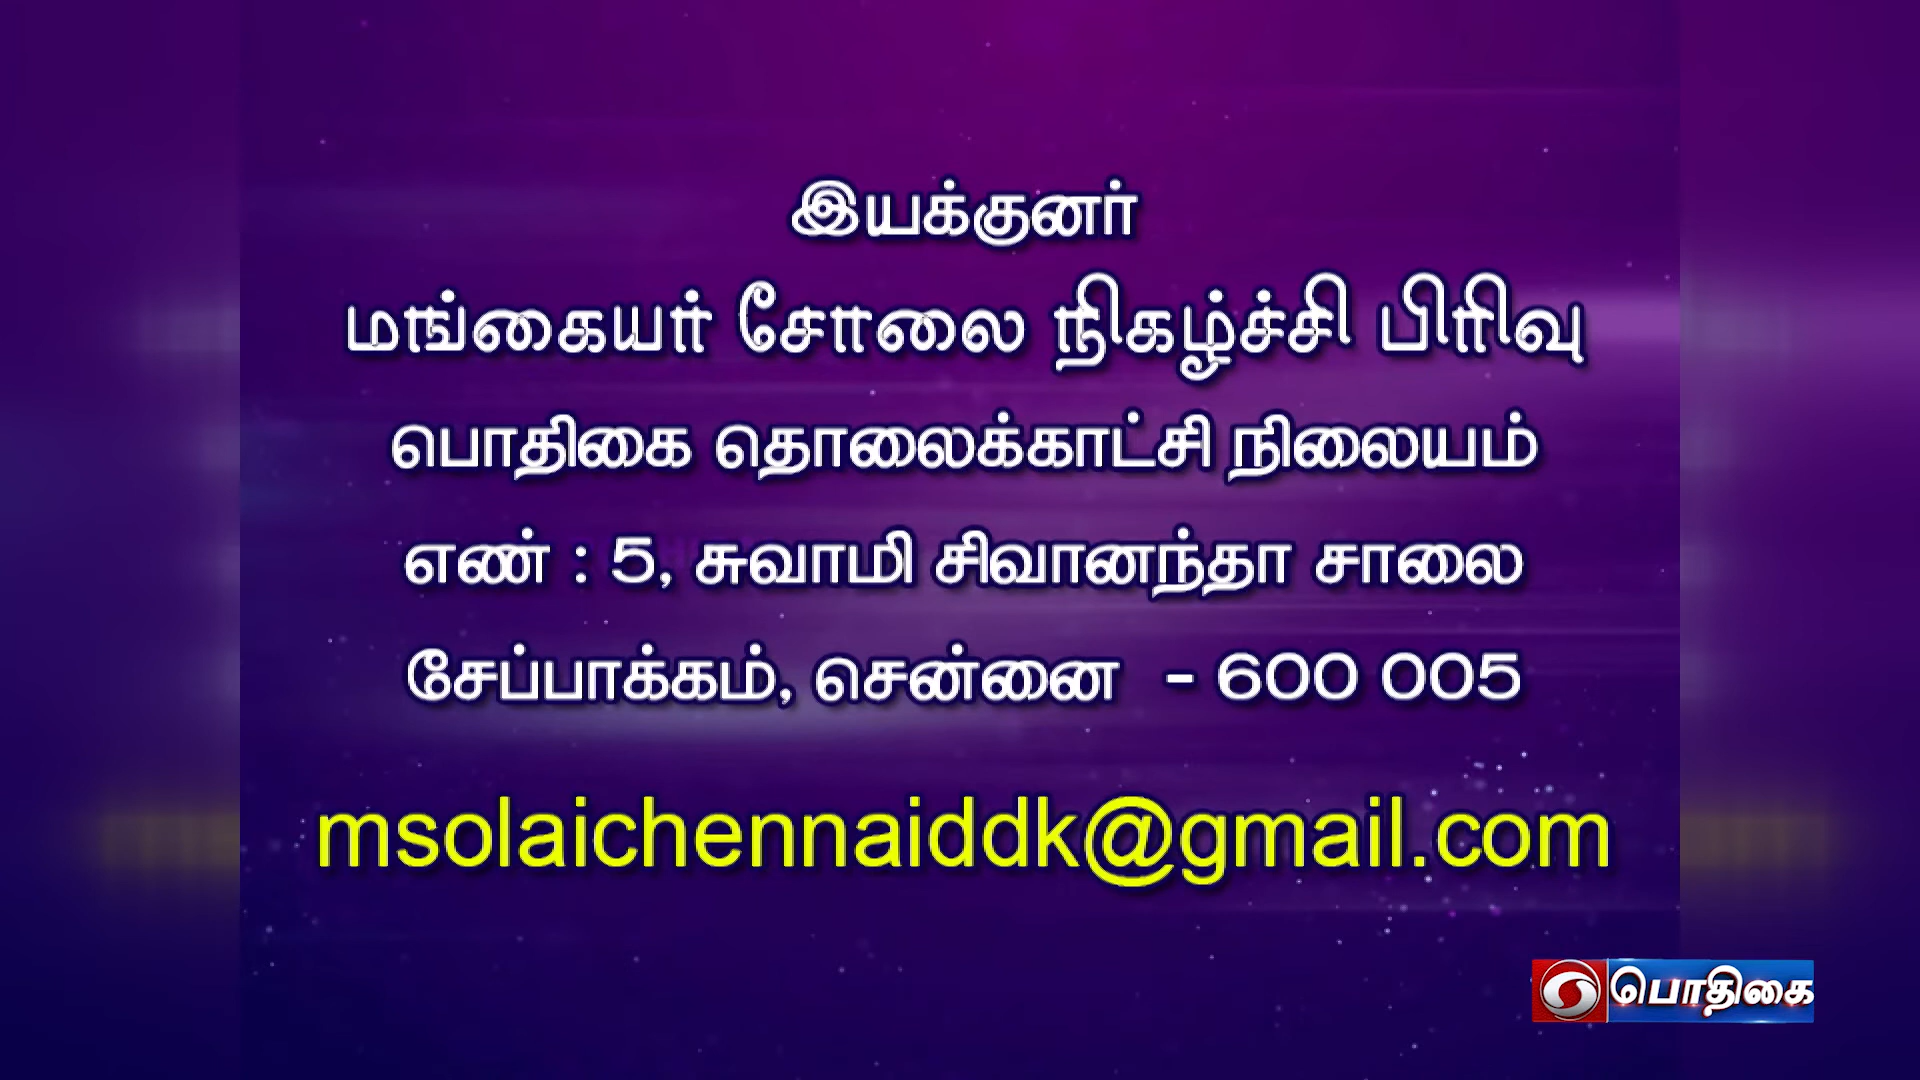 இயக்குனர்
மங்கையர் சோலை நிகழ்ச்சி பிரிவு
பொதிகை தொலைக்காட்சி நிலையம்
எண் : 5, சுவாமி சிவானந்தா சாலை
சேப்பாக்கம், சென்னை - 600 005
msolaichennaiddk@gmail.com
பொதிகை